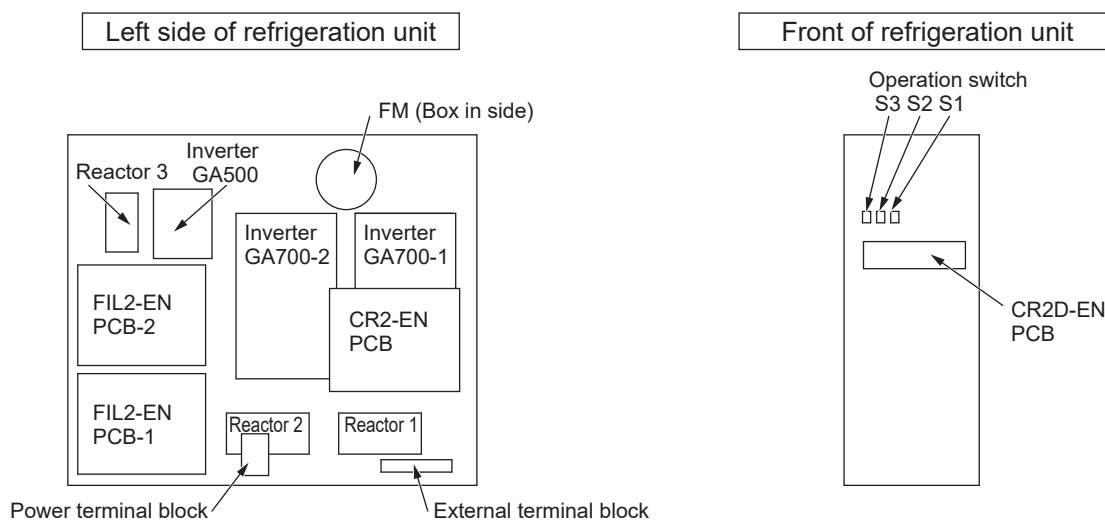 Left side of refrigeration unit
FM (Box in side)
Reactor 3
Inverter
GA500
Inverter
GA700-2
Inverter
GA700-1
FIL2-EN
PCB-2
CR2-EN
PCB
FIL2-EN
PCB-1
Reactor 2
Reactor 1
Power terminal block
External terminal block
Front of refrigeration unit
Operation switch
S3 S2 S1
CR2D-EN
PCB